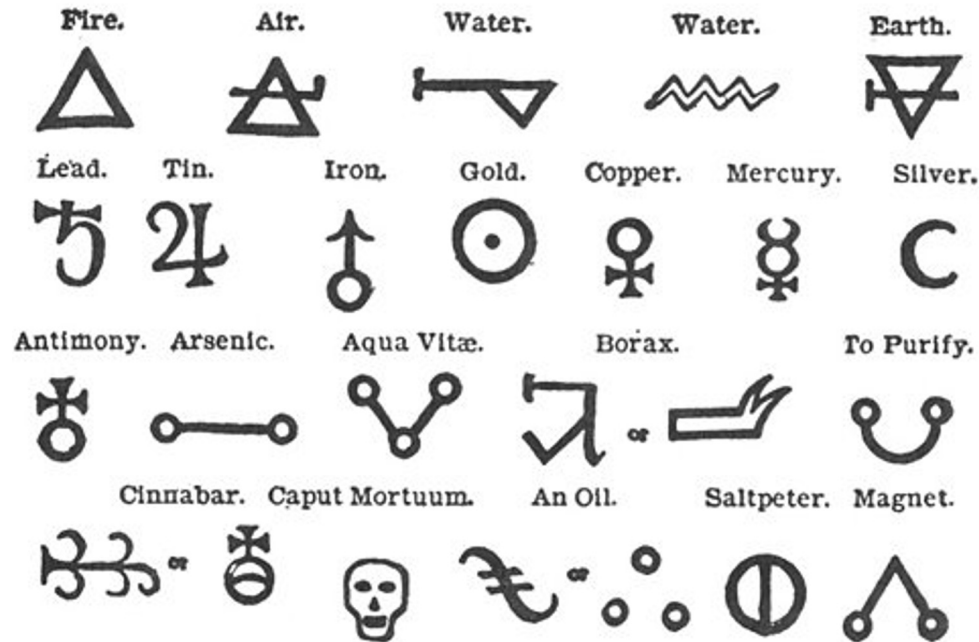 Fire. Air. Water. Water. Earth.
Lead. Tin. Iron. Gold. Copper. Mercury. Silver.
Antimony. Arsenic. Aqua Vitæ. Borax. To Purify.
or
Cinnabar. Caput Mortuum. An Oil. Saltpeter. Magnet.
or or